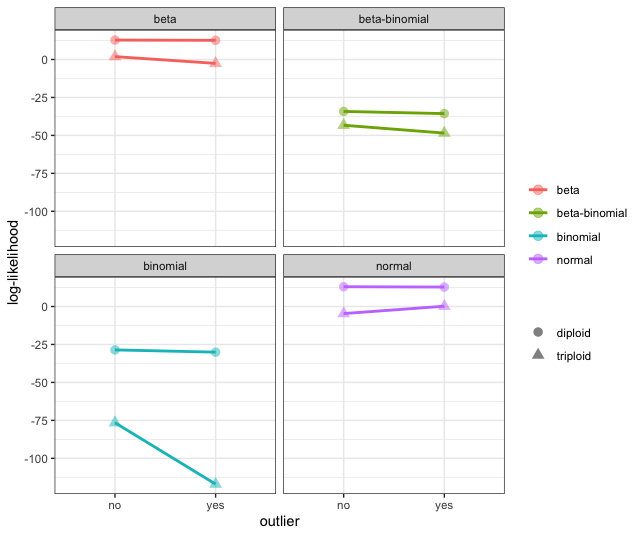 beta
beta-binomial
0
-25
-50
-75
-100
binomial
normal
0
-25
-50
-75
-100
no
yes
no
yes
outlier
log-likelihood
beta
beta-binomial
binomial
normal
diploid
triploid